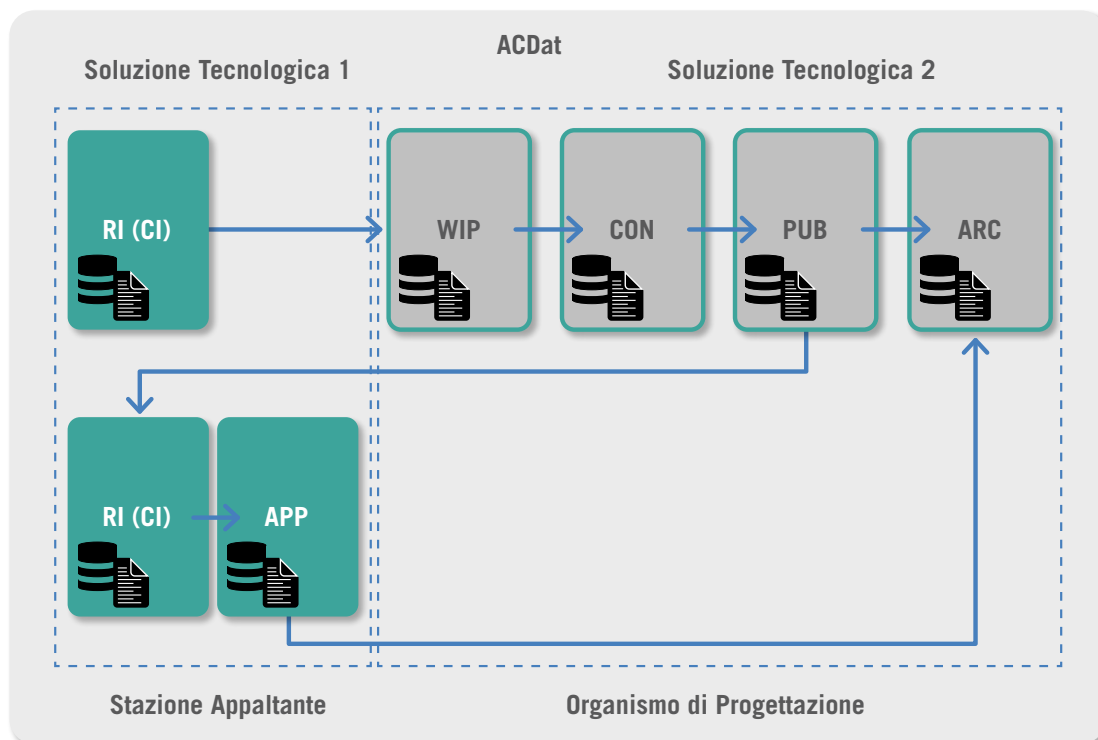 ACDat
Soluzione Tecnologica 1
Soluzione Tecnologica 2
RI (CI)
WIP
CON
PUB
ARC
RI (CI)
APP
Stazione Appaltante
Organismo di Progettazione